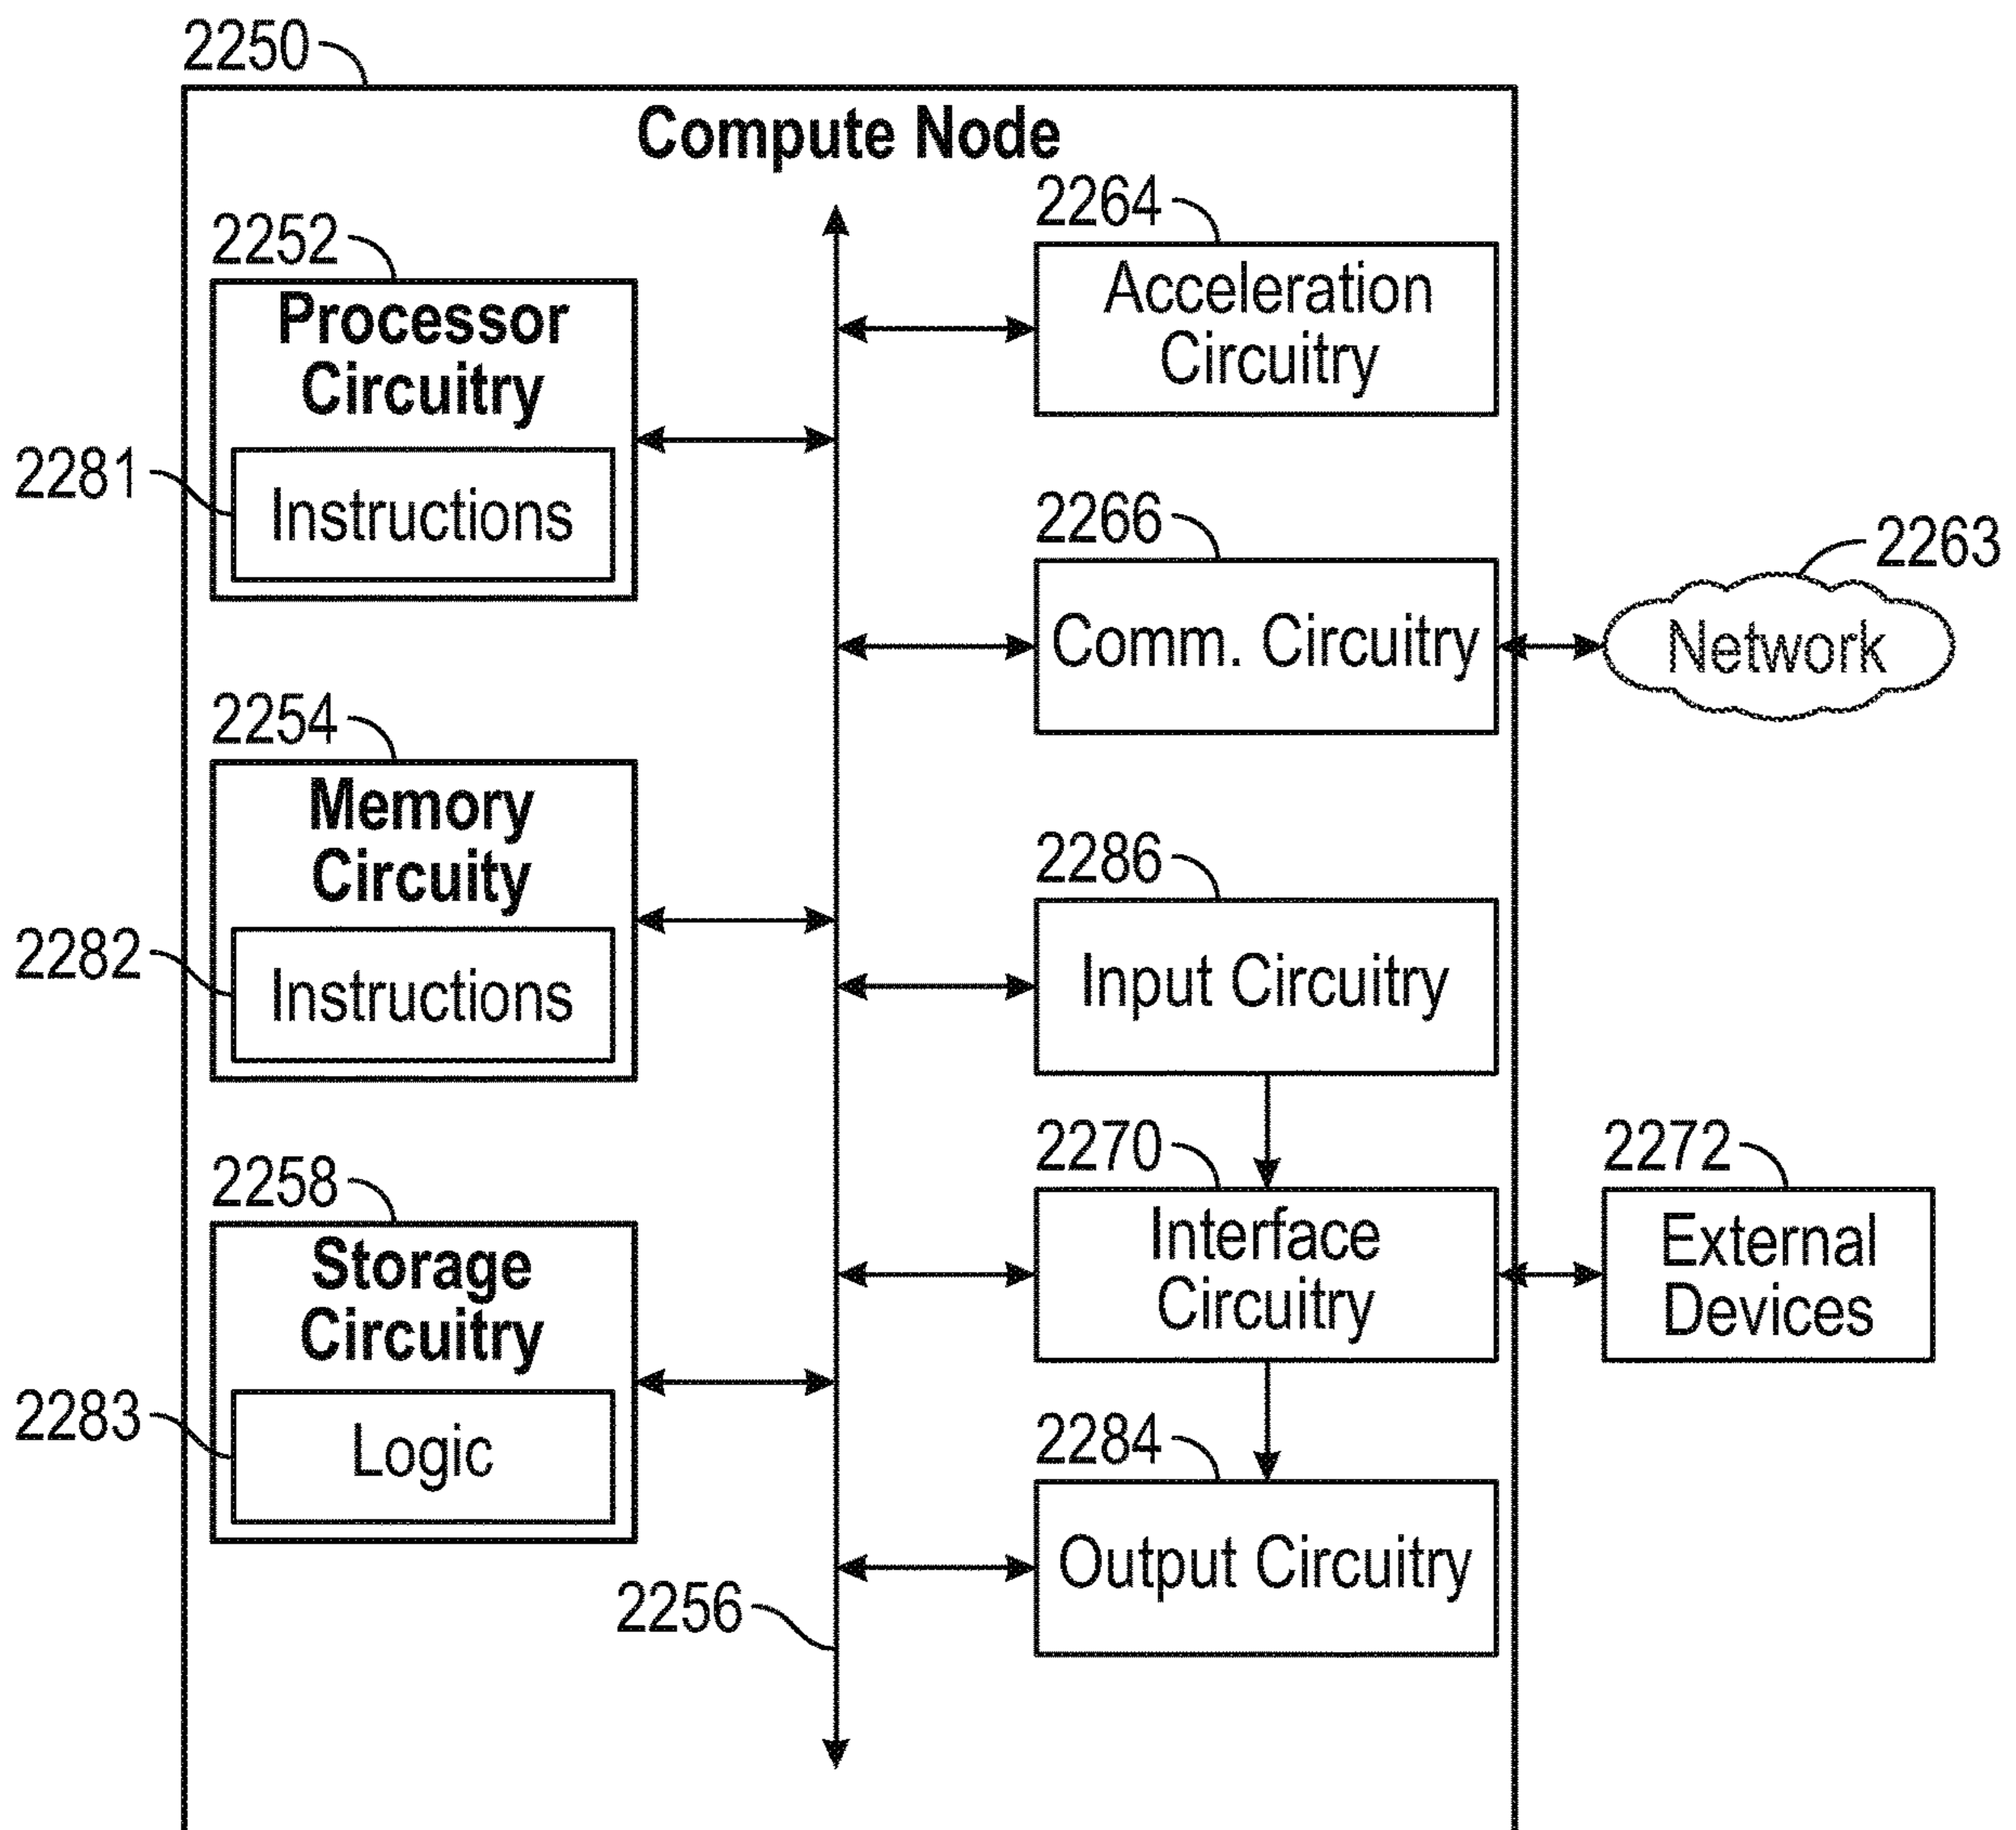 2250
Compute Node
2252
Processor
Circuitry
2281
Instructions
2254
Memory
Circuity
2282
Instructions
2258
Storage
Circuitry
2283
Logic
2256
2264
Acceleration
Circuitry
2266
Comm. Circuitry
2263
Network
2286
Input Circuitry
2270
Interface
Circuitry
2272
External
Devices
2284
Output Circuitry